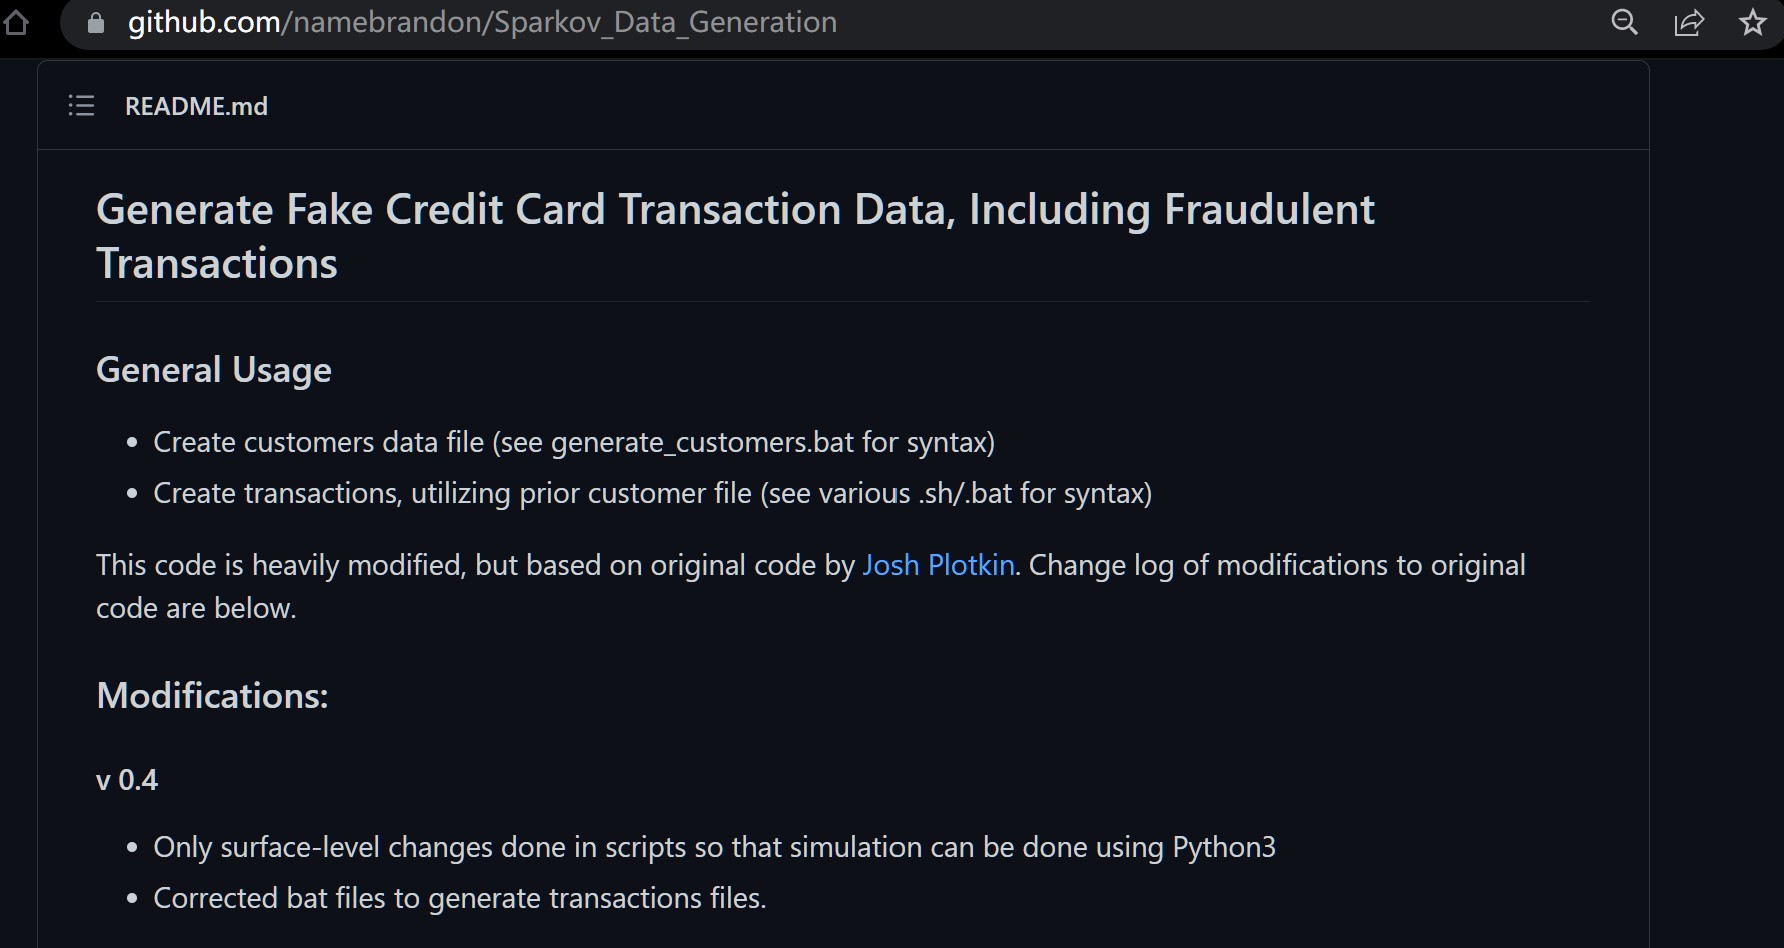 github.com/namebrandon/Sparkov_Data_Generation
README.md
Generate Fake Credit Card Transaction Data, Including Fraudulent
Transactions
General Usage
• Create customers data file (see generate_customers.bat for syntax)
• Create transactions, utilizing prior customer file (see various .sh/.bat for syntax)
This code is heavily modified, but based on original code by Josh Plotkin. Change log of modifications to original
code are below.
Modifications:
v 0.4
• Only surface-level changes done in scripts so that simulation can be done using Python3
• Corrected bat files to generate transactions files.